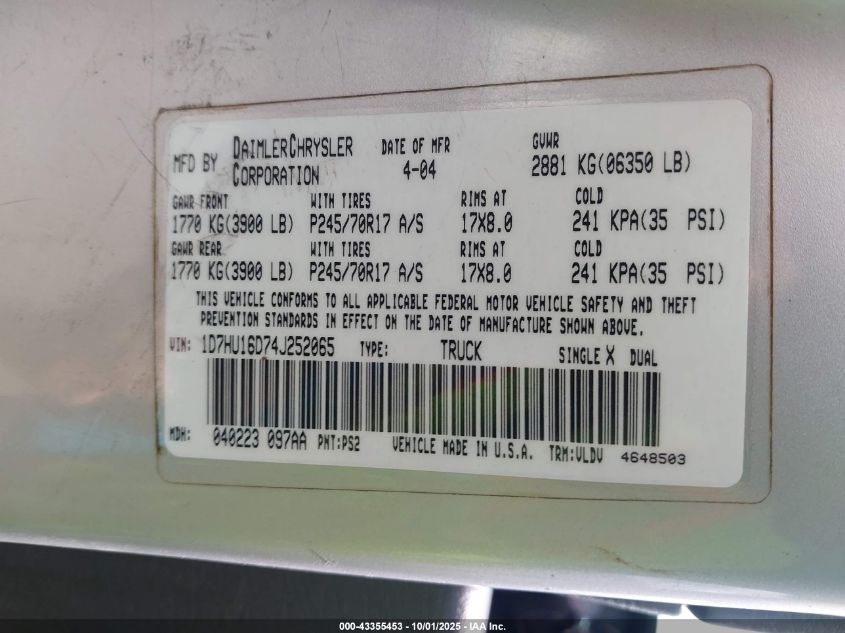 MFD BY DAIMLERCHRYSLER CORPORATION DATE OF MFR 4-04 GVWR 2881 KG(06350 LB)
GAWR FRONT WITH TIRES RIMS AT COLD
1770 KG(3900 LB) P245/70R17 A/S 17X8.0 241 KPA(35 PSI)
GAWR REAR WITH TIRES RIMS AT COLD
1770 KG(3900 LB) P245/70R17 A/S 17X8.0 241 KPA(35 PSI)
THIS VEHICLE CONFORMS TO ALL APPLICABLE FEDERAL MOTOR VEHICLE SAFETY AND THEFT
PREVENTION STANDARDS IN EFFECT ON THE DATE OF MANUFACTURE SHOWN ABOVE.
VIN: 1D7HU16D74J252065 TYPE: TRUCK SINGLE X DUAL
MDH: 040223 097AA PNT:PS2 VEHICLE MADE IN U.S.A. TRM:VLDV 4648503
000-43355453 - 10/01/2025 - IAA Inc.